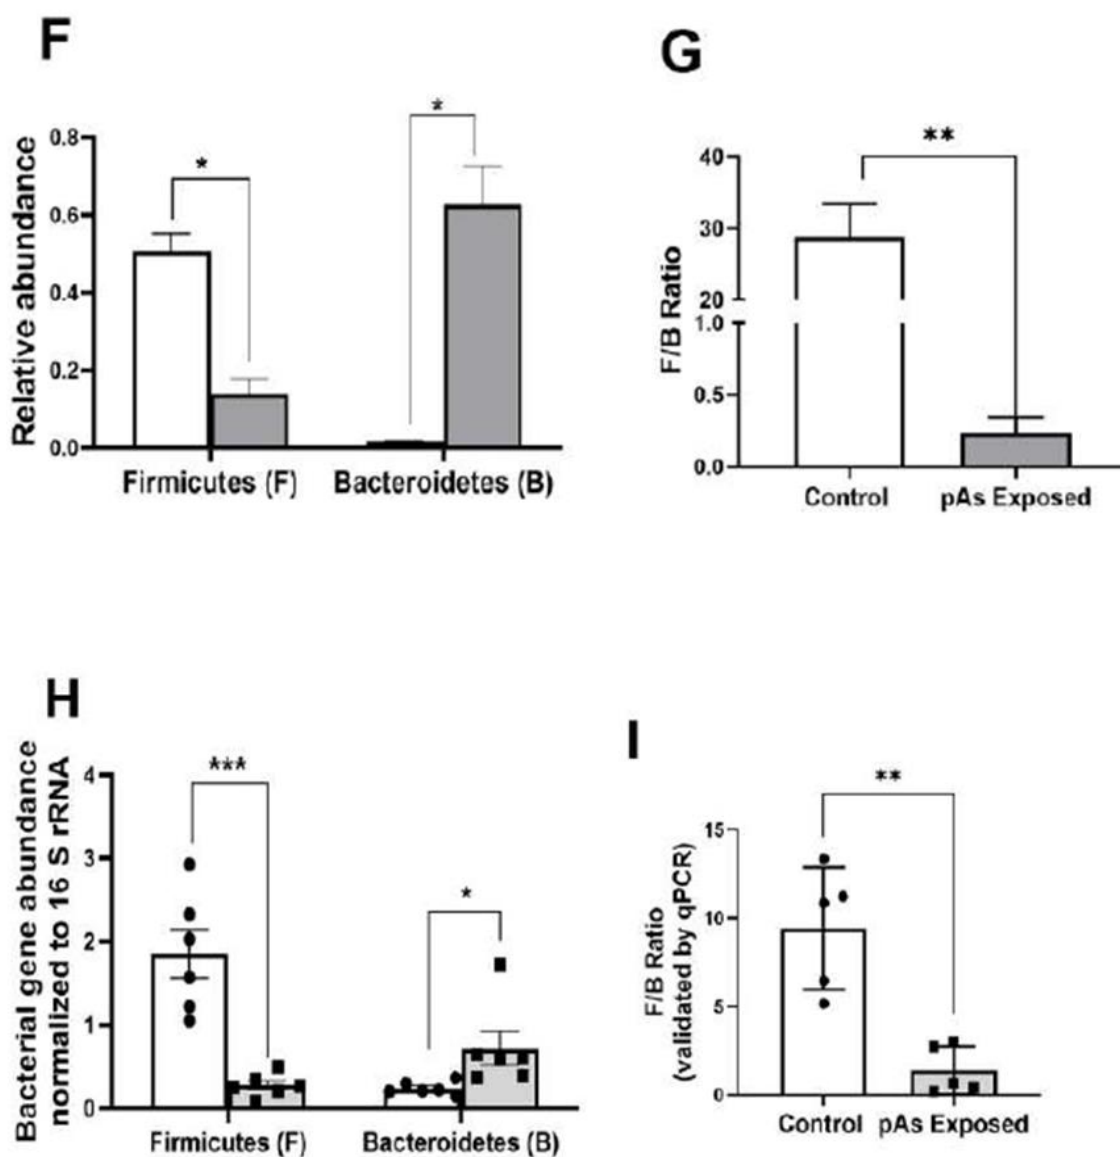 F
Relative abundance
0.8
0.6
0.4
0.2
0.0
*
*
Firmicutes (F)
Bacteroidetes (B)
G
F/B Ratio
40
30
20
1.0
0.5
0.0
**
Control
pAs Exposed
H
Bacterial gene abundance
normalized to 16 S rRNA
4
3
2
1
0
***
*
Firmicutes (F)
Bacteroidetes (B)
I
F/B Ratio
(validated by qPCR)
15
10
5
0
**
Control
pAs Exposed